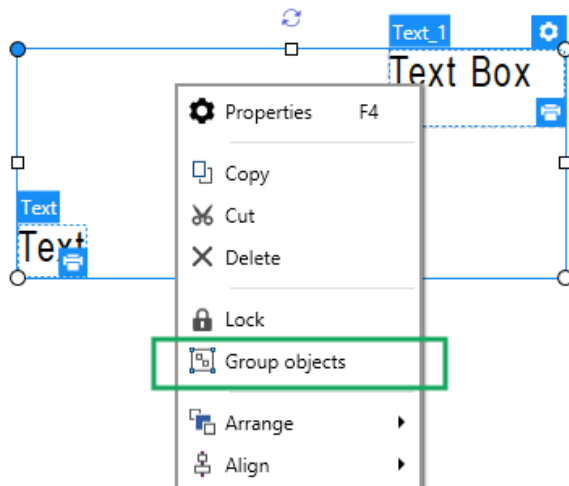 Text_1
Text Box
Properties F4
Copy
Cut
Delete
Text
Text
Lock
Group objects
Arrange
Align